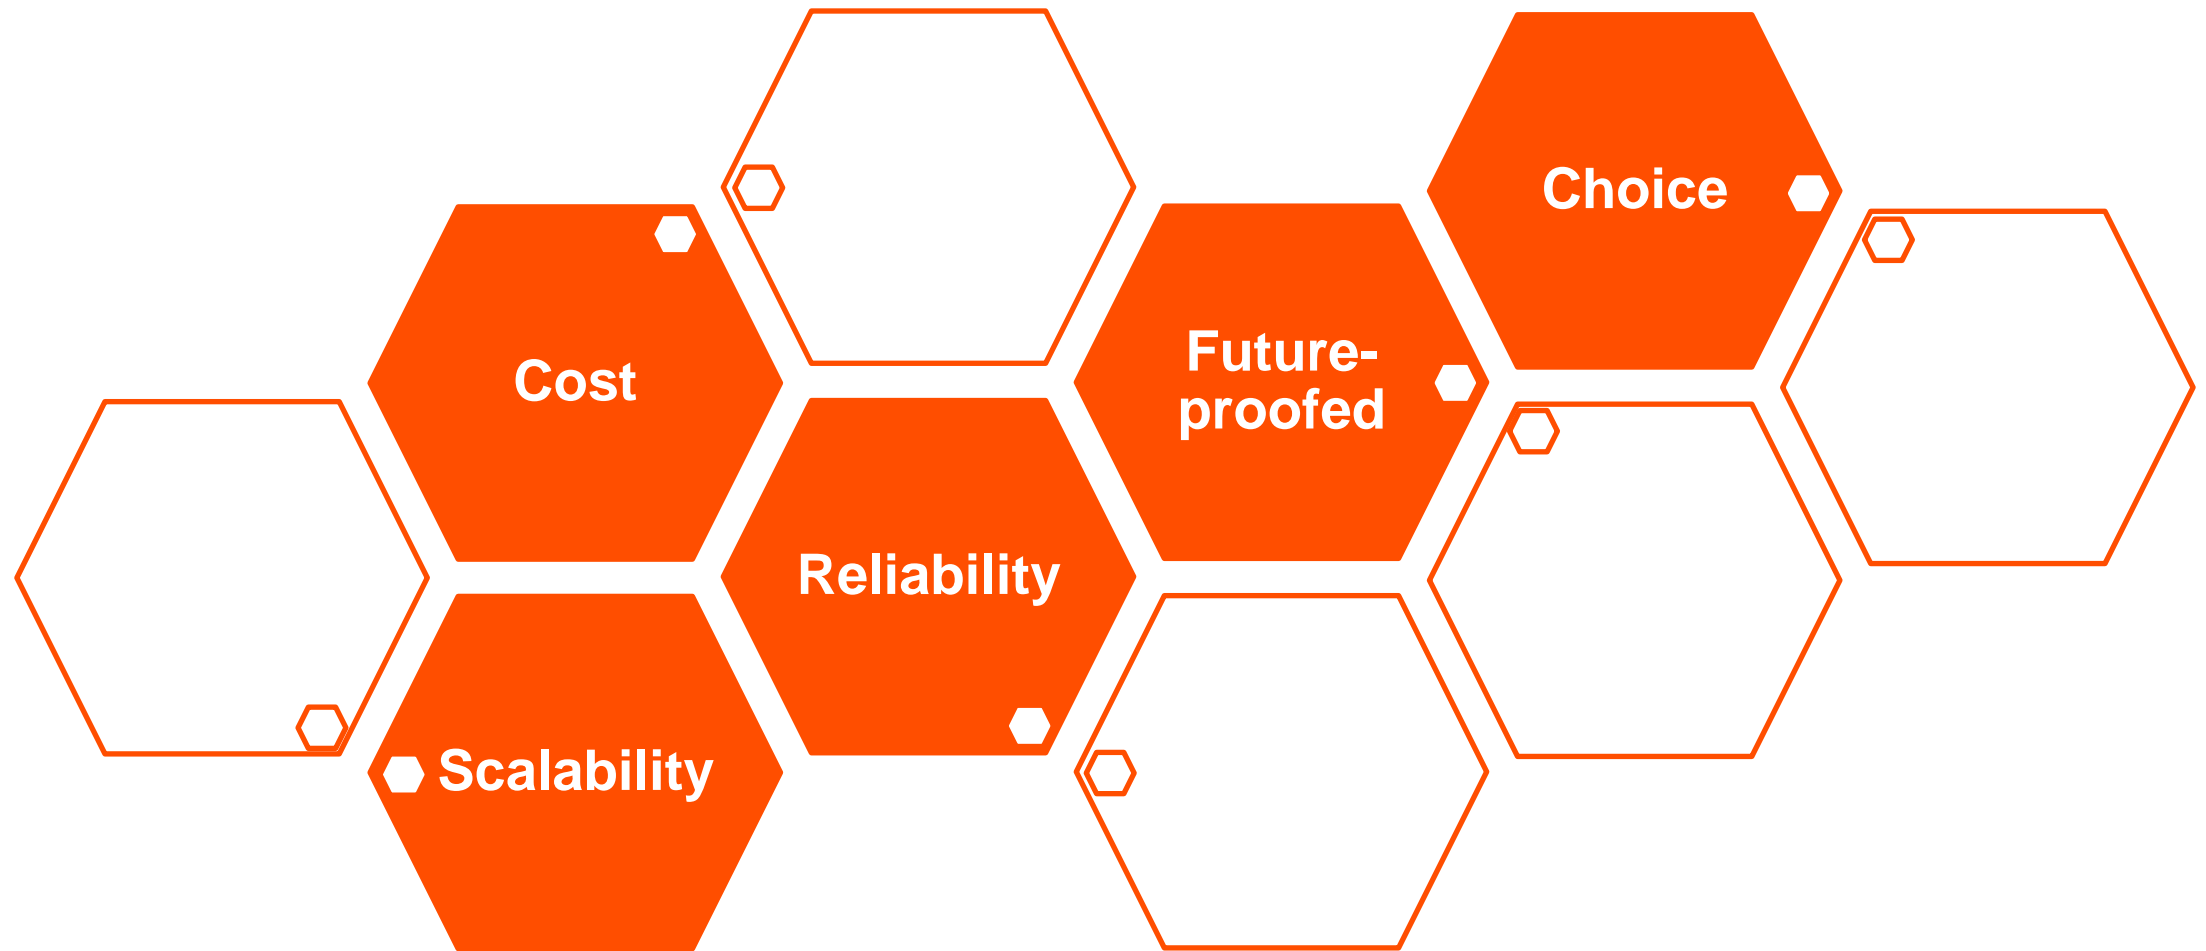 Choice
Cost
Future-
proofed
Reliability
Scalability